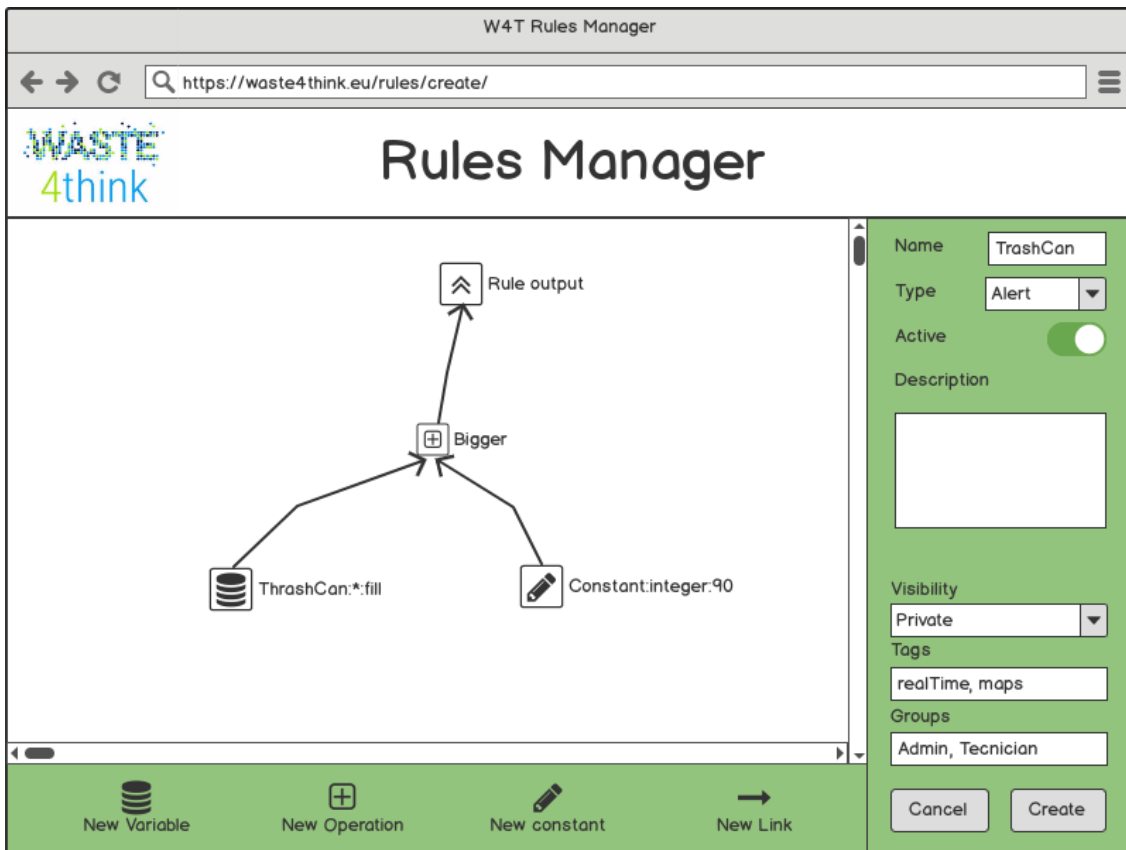 W4T Rules Manager
https://waste4think.eu/rules/create/
WASTE
4think
Rules Manager
Rule output
Bigger
ThrashCan:*:fill
Constant:integer:90
New Variable
New Operation
New constant
New Link
Name
TrashCan
Type
Alert
Active
Description
Visibility
Private
Tags
realTime, maps
Groups
Admin, Tecnician
Cancel
Create